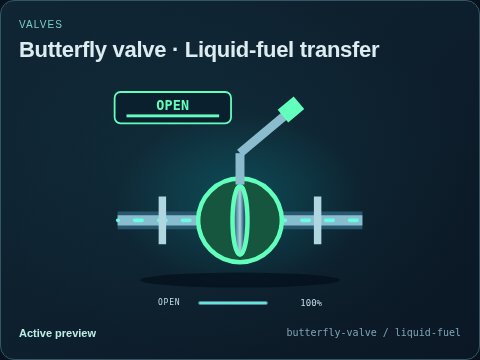 VALVES
Butterfly valve · Liquid-fuel transfer
OPEN
OPEN 100%
Active preview butterfly-valve / liquid-fuel